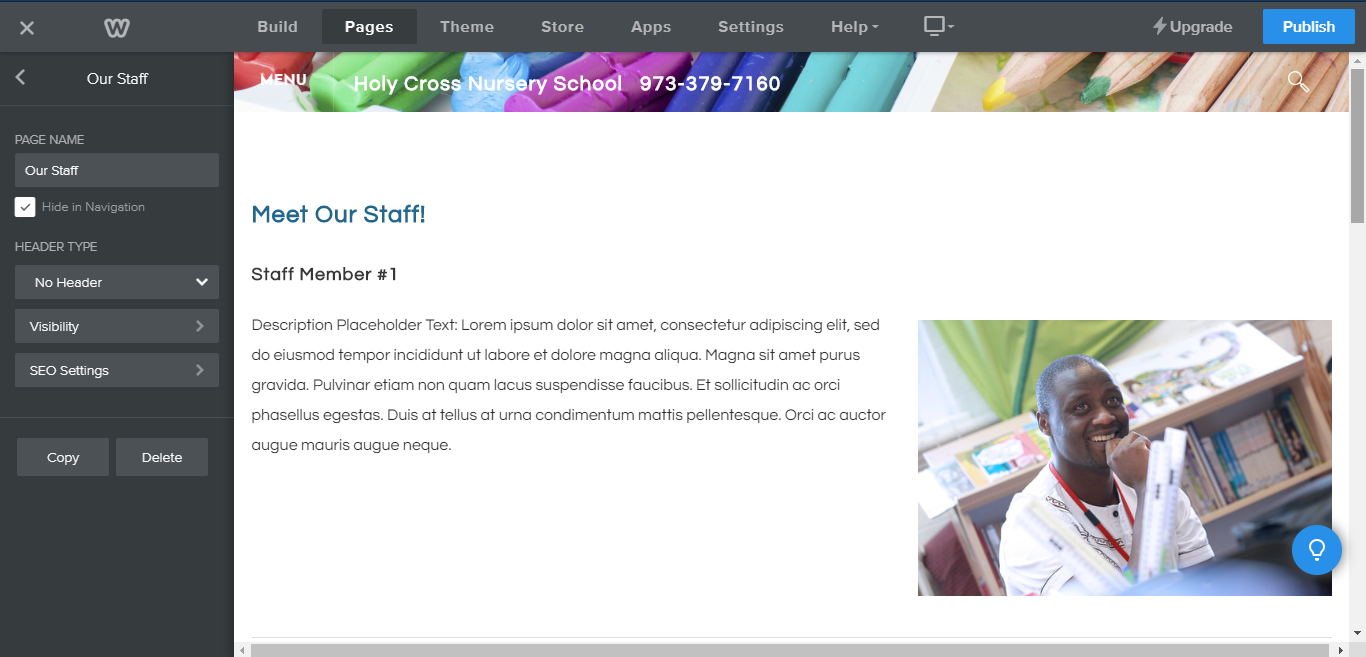 Build Pages Theme Store Apps Settings Help Upgrade Publish
Our Staff
PAGE NAME
Our Staff
Hide in Navigation
HEADER TYPE
No Header
Visibility
SEO Settings
Copy Delete
MENU Holy Cross Nursery School 973-379-7160
Meet Our Staff!
Staff Member #1
Description Placeholder Text: Lorem ipsum dolor sit amet, consectetur adipiscing elit, sed
do eiusmod tempor incididunt ut labore et dolore magna aliqua. Magna sit amet purus
gravida. Pulvinar etiam non quam lacus suspendisse faucibus. Et sollicitudin ac orci
phasellus egestas. Duis at tellus at urna condimentum mattis pellentesque. Orci ac auctor
augue mauris augue neque.